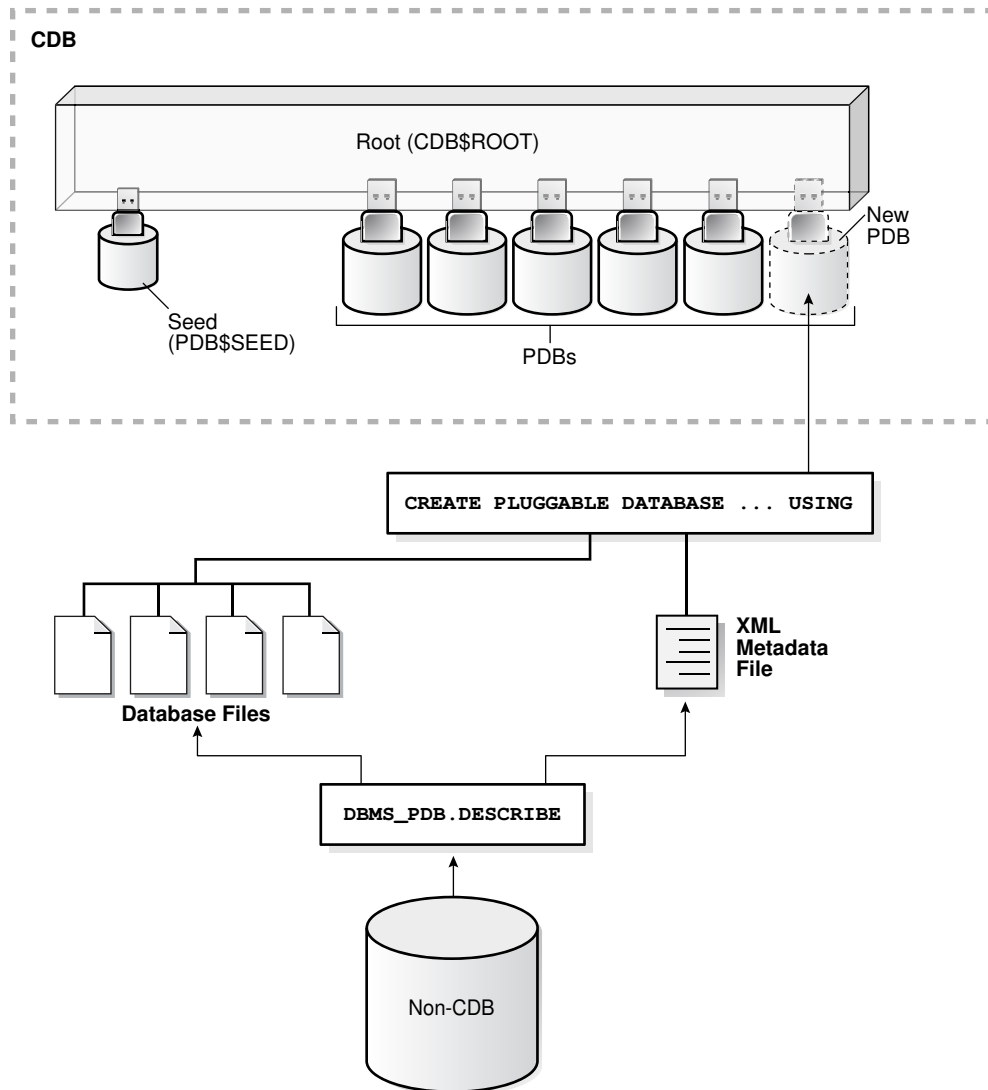 CDB
Root (CDB$ROOT)
New
PDB
Seed
(PDB$SEED)
PDBs
CREATE PLUGGABLE DATABASE ... USING
XML
Metadata
File
Database Files
DBMS_PDB.DESCRIBE
Non-CDB